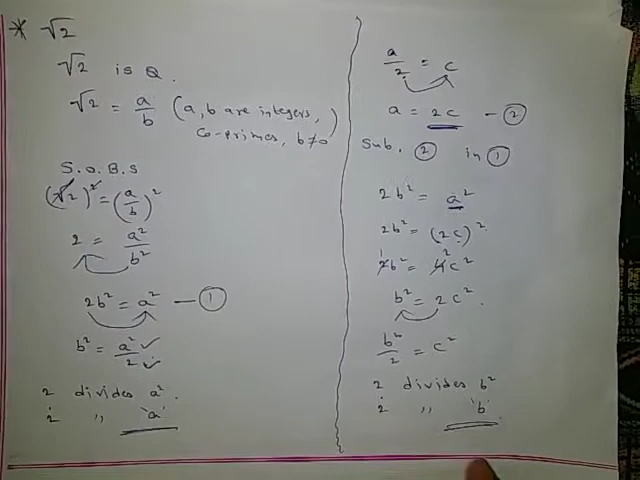 * √2
√2 is Q.
√2 = a/b (a, b are integers,
co-primes, b≠0)
S.O.B.S
(√2)² = (a/b)²
2 = a²/b²
2b² = a² — ①
b² = a²/2
2 divides a².
2 ,, 'a'
a/2 = c
a = 2c — ②
Sub. ② in ①
2b² = a²
2b² = (2c)²
2b² = 4c²
b² = 2c².
b²/2 = c²
2 divides b²
2 ,, 'b'